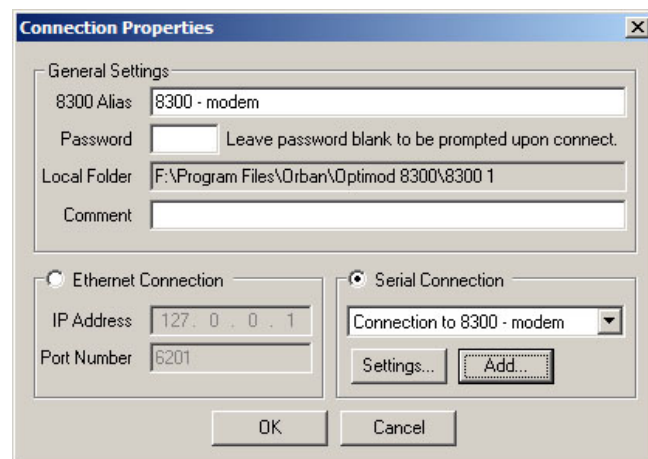 Connection Properties
General Settings
8300 Alias 8300 - modem
Password Leave password blank to be prompted upon connect.
Local Folder F:\Program Files\Orban\Optimod 8300\8300 1
Comment
Ethernet Connection
IP Address 127. 0 . 0 . 1
Port Number 6201
Serial Connection
Connection to 8300 - modem
Settings... Add...
OK Cancel